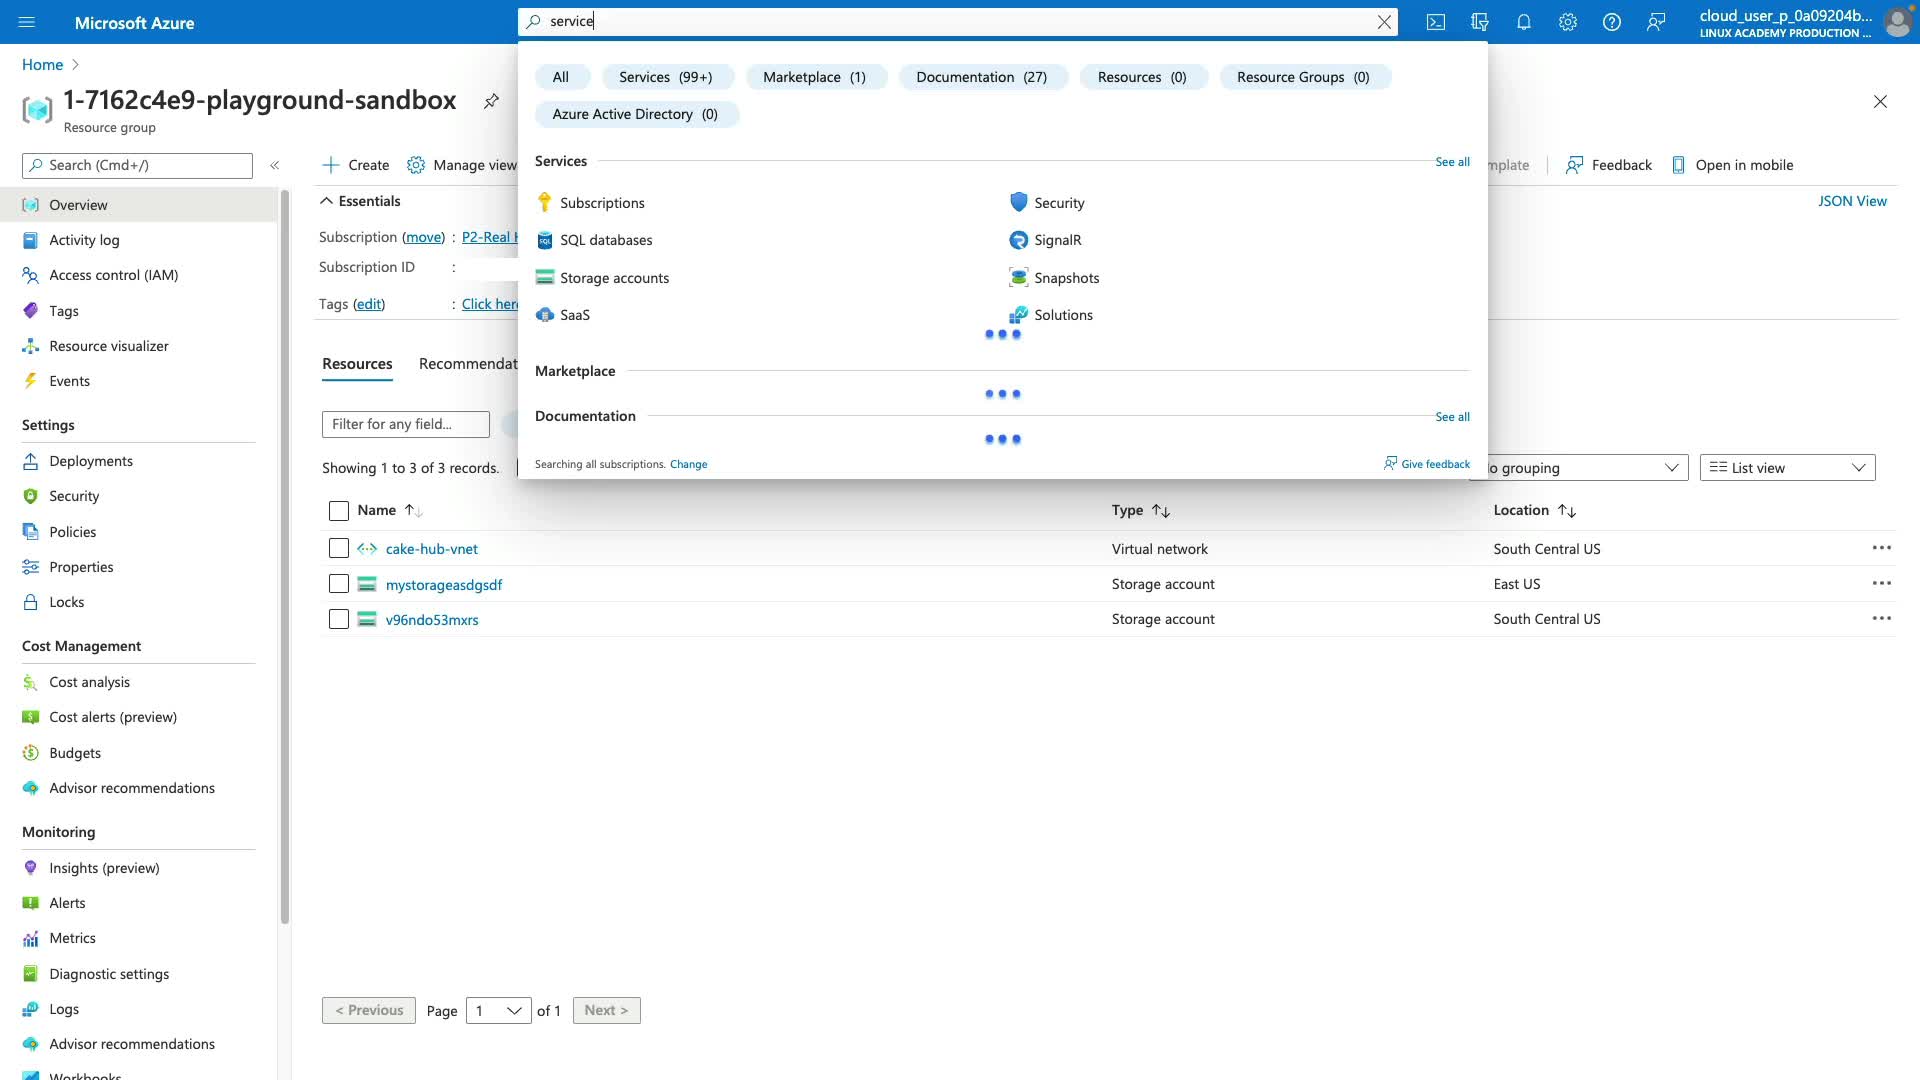 Microsoft Azure
service
cloud_user_p_0a09204b...
LINUX ACADEMY PRODUCTION ...
Home
1-7162c4e9-playground-sandbox
Resource group
All
Services (99+)
Marketplace (1)
Documentation (27)
Resources (0)
Resource Groups (0)
Azure Active Directory (0)
Services
See all
Subscriptions
Security
SQL databases
SignalR
Storage accounts
Snapshots
SaaS
Solutions
Marketplace
Documentation
See all
Searching all subscriptions. Change
Give feedback
Search (Cmd+/)
«
Overview
Activity log
Access control (IAM)
Tags
Resource visualizer
Events
Settings
Deployments
Security
Policies
Properties
Locks
Cost Management
Cost analysis
Cost alerts (preview)
Budgets
Advisor recommendations
Monitoring
Insights (preview)
Alerts
Metrics
Diagnostic settings
Logs
Advisor recommendations
Workbooks
Create
Manage view
mplate
Feedback
Open in mobile
Essentials
JSON View
Subscription (move) : P2-Real
Subscription ID :
Tags (edit) : Click here
Resources
Recommendat
Filter for any field...
Showing 1 to 3 of 3 records.
o grouping
List view
Name
Type
Location
cake-hub-vnet
Virtual network
South Central US
mystorageasdgsdf
Storage account
East US
v96ndo53mxrs
Storage account
South Central US
< Previous
Page
1
of 1
Next >